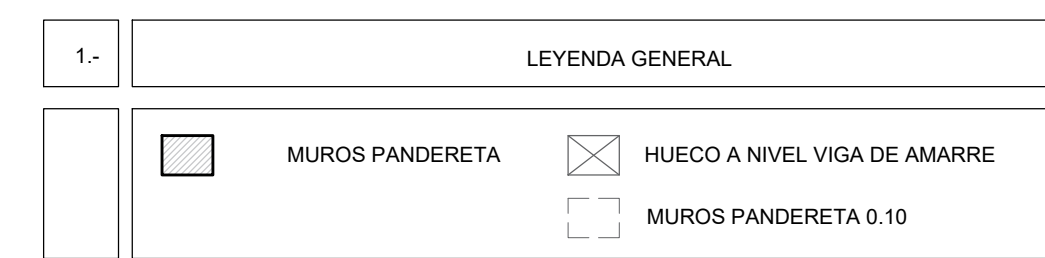 1.-
LEYENDA GENERAL
MUROS PANDERETA
HUECO A NIVEL VIGA DE AMARRE
MUROS PANDERETA 0.10